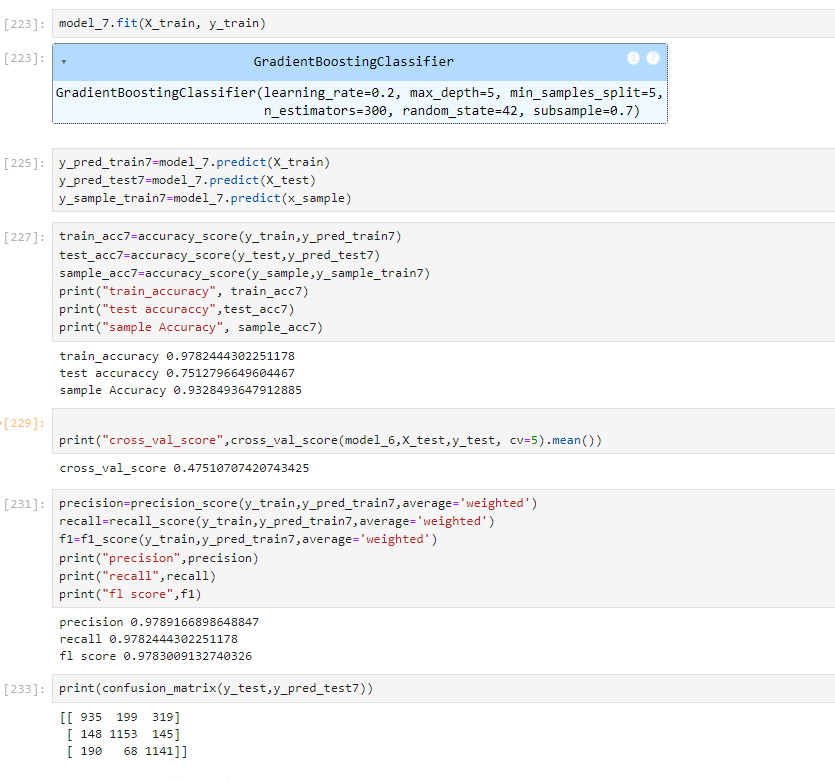 [223]: model_7.fit(X_train, y_train)
[223]: ▾ GradientBoostingClassifier i ?
GradientBoostingClassifier(learning_rate=0.2, max_depth=5, min_samples_split=5,
n_estimators=300, random_state=42, subsample=0.7)
[225]: y_pred_train7=model_7.predict(X_train)
y_pred_test7=model_7.predict(X_test)
y_sample_train7=model_7.predict(x_sample)
[227]: train_acc7=accuracy_score(y_train,y_pred_train7)
test_acc7=accuracy_score(y_test,y_pred_test7)
sample_acc7=accuracy_score(y_sample,y_sample_train7)
print("train_accuracy", train_acc7)
print("test accuraccy",test_acc7)
print("sample Accuracy", sample_acc7)
train_accuracy 0.9782444302251178
test accuraccy 0.7512796649604467
sample Accuracy 0.9328493647912885
[229]:
print("cross_val_score",cross_val_score(model_6,X_test,y_test, cv=5).mean())
cross_val_score 0.47510707420743425
[231]: precision=precision_score(y_train,y_pred_train7,average='weighted')
recall=recall_score(y_train,y_pred_train7,average='weighted')
f1=f1_score(y_train,y_pred_train7,average='weighted')
print("precision",precision)
print("recall",recall)
print("fl score",f1)
precision 0.9789166898648847
recall 0.9782444302251178
fl score 0.9783009132740326
[233]: print(confusion_matrix(y_test,y_pred_test7))
[[ 935 199 319]
[ 148 1153 145]
[ 190 68 1141]]